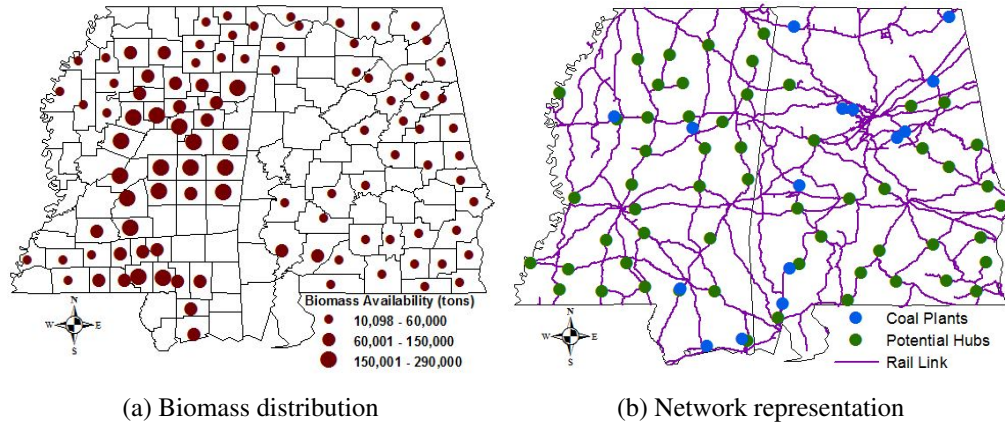 N
W E
S
Biomass Availability (tons)
10,098 - 60,000
60,001 - 150,000
150,001 - 290,000
N
W E
S
Coal Plants
Potential Hubs
Rail Link
(a) Biomass distribution
(b) Network representation